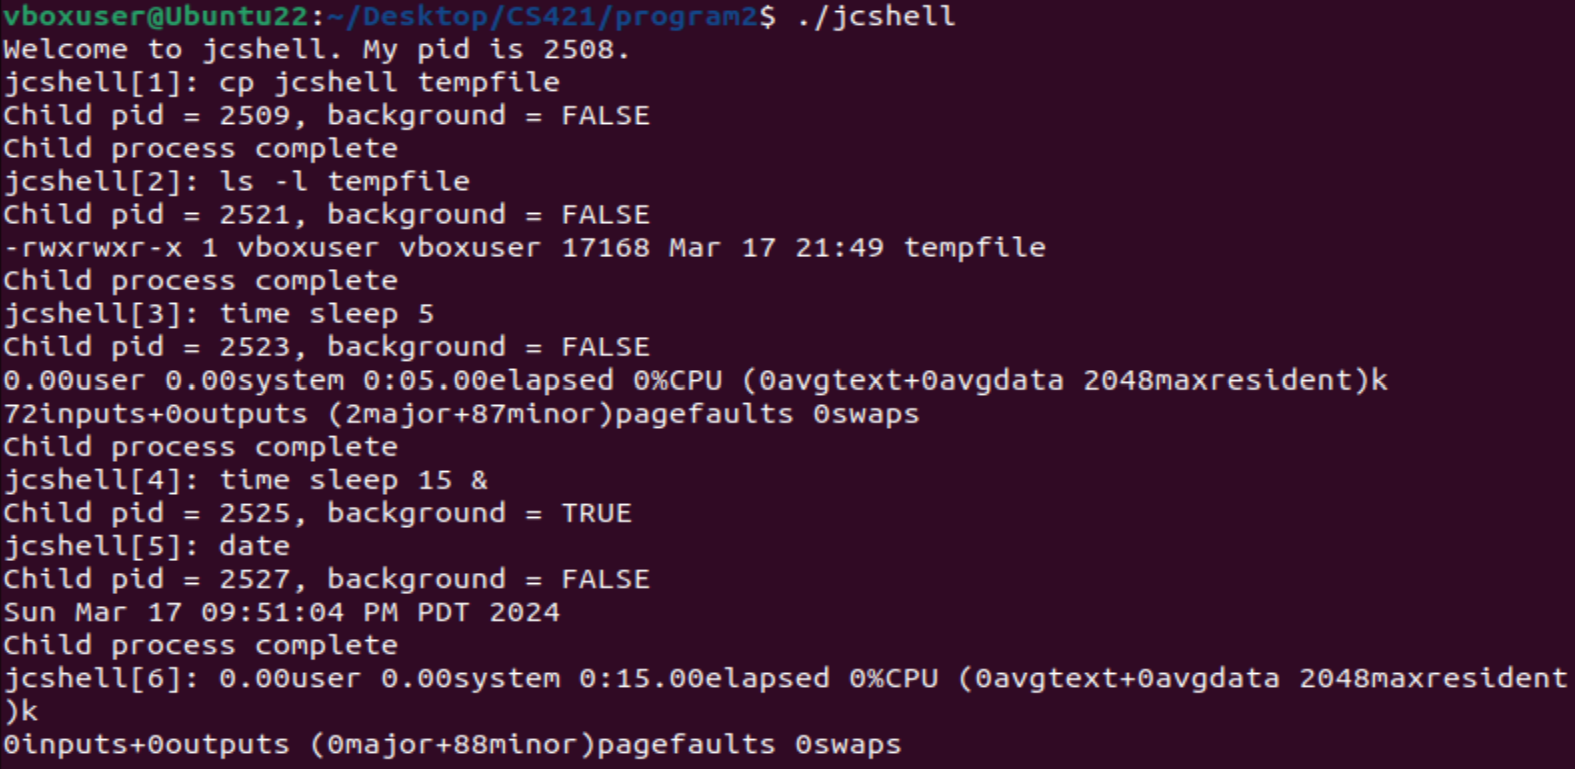 vboxuser@Ubuntu22:~/Desktop/CS421/program2$ ./jcshell
Welcome to jcshell. My pid is 2508.
jcshell[1]: cp jcshell tempfile
Child pid = 2509, background = FALSE
Child process complete
jcshell[2]: ls -l tempfile
Child pid = 2521, background = FALSE
-rwxrwxr-x 1 vboxuser vboxuser 17168 Mar 17 21:49 tempfile
Child process complete
jcshell[3]: time sleep 5
Child pid = 2523, background = FALSE
0.00user 0.00system 0:05.00elapsed 0%CPU (0avgtext+0avgdata 2048maxresident)k
72inputs+0outputs (2major+87minor)pagefaults 0swaps
Child process complete
jcshell[4]: time sleep 15 &
Child pid = 2525, background = TRUE
jcshell[5]: date
Child pid = 2527, background = FALSE
Sun Mar 17 09:51:04 PM PDT 2024
Child process complete
jcshell[6]: 0.00user 0.00system 0:15.00elapsed 0%CPU (0avgtext+0avgdata 2048maxresident
)k
0inputs+0outputs (0major+88minor)pagefaults 0swaps